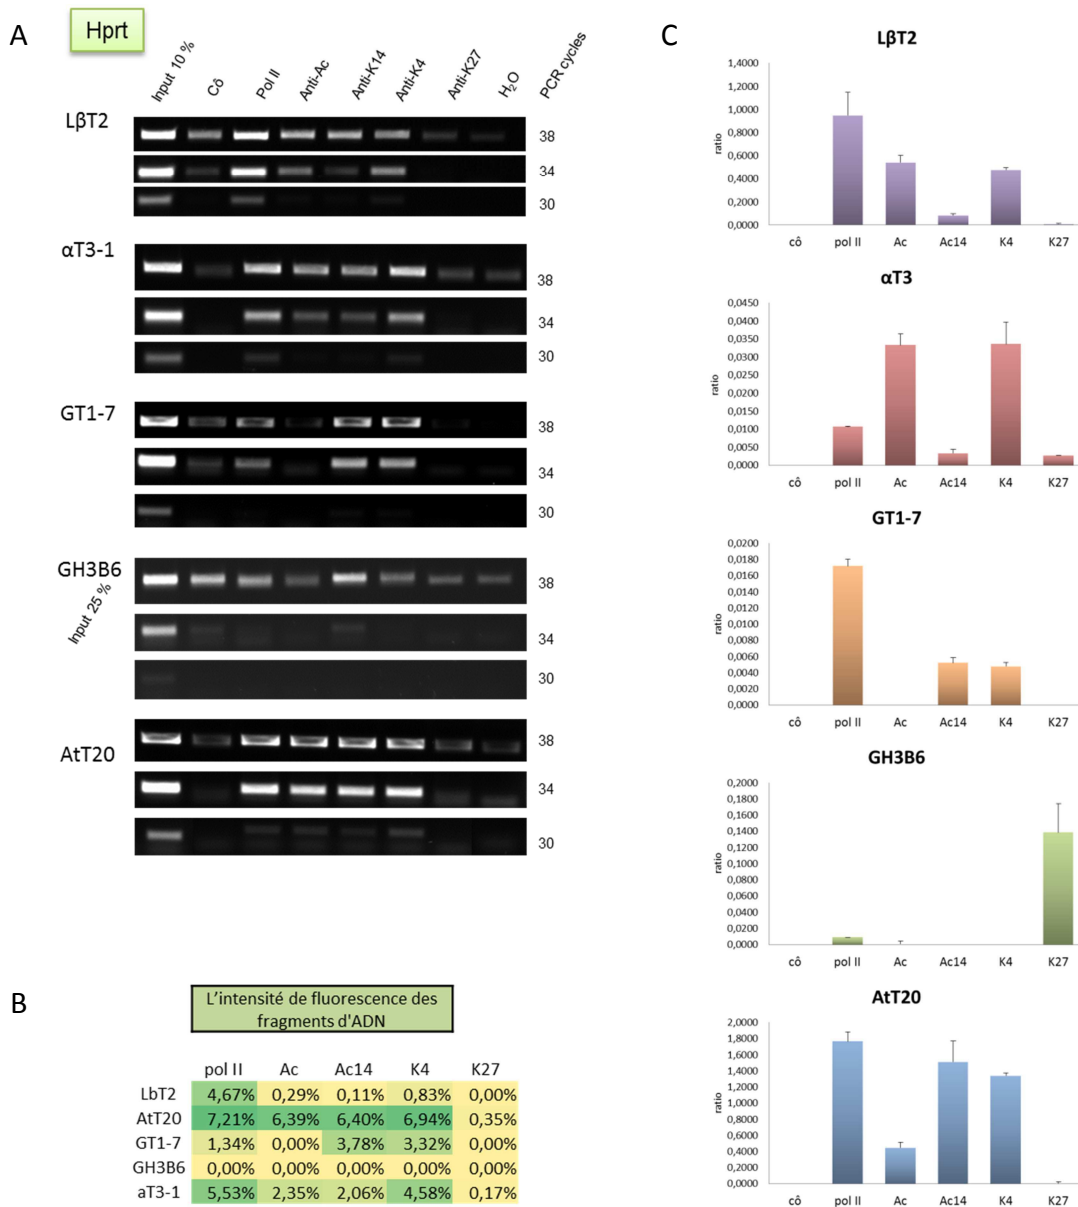 A
Hprt
Input 10 %
Cô
Pol II
Anti-Ac
Anti-K14
Anti-K4
Anti-K27
H₂O
PCR cycles
LβT2
38
34
30
αT3-1
38
34
30
GT1-7
38
34
30
GH3B6
Input 25 %
38
34
30
AtT20
38
34
30
B
L'intensité de fluorescence des
fragments d'ADN
pol II Ac Ac14 K4 K27
LbT2 4,67% 0,29% 0,11% 0,83% 0,00%
AtT20 7,21% 6,39% 6,40% 6,94% 0,35%
GT1-7 1,34% 0,00% 3,78% 3,32% 0,00%
GH3B6 0,00% 0,00% 0,00% 0,00% 0,00%
aT3-1 5,53% 2,35% 2,06% 4,58% 0,17%
C
LβT2
1,4000
1,2000
1,0000
0,8000
0,6000
0,4000
0,2000
0,0000
ratio
cô pol II Ac Ac14 K4 K27
αT3
0,0450
0,0400
0,0350
0,0300
0,0250
0,0200
0,0150
0,0100
0,0050
0,0000
ratio
cô pol II Ac Ac14 K4 K27
GT1-7
0,0200
0,0180
0,0160
0,0140
0,0120
0,0100
0,0080
0,0060
0,0040
0,0020
0,0000
ratio
cô pol II Ac Ac14 K4 K27
GH3B6
0,2000
0,1800
0,1600
0,1400
0,1200
0,1000
0,0800
0,0600
0,0400
0,0200
0,0000
ratio
cô pol II Ac Ac14 K4 K27
AtT20
2,0000
1,8000
1,6000
1,4000
1,2000
1,0000
0,8000
0,6000
0,4000
0,2000
0,0000
ratio
cô pol II Ac Ac14 K4 K27